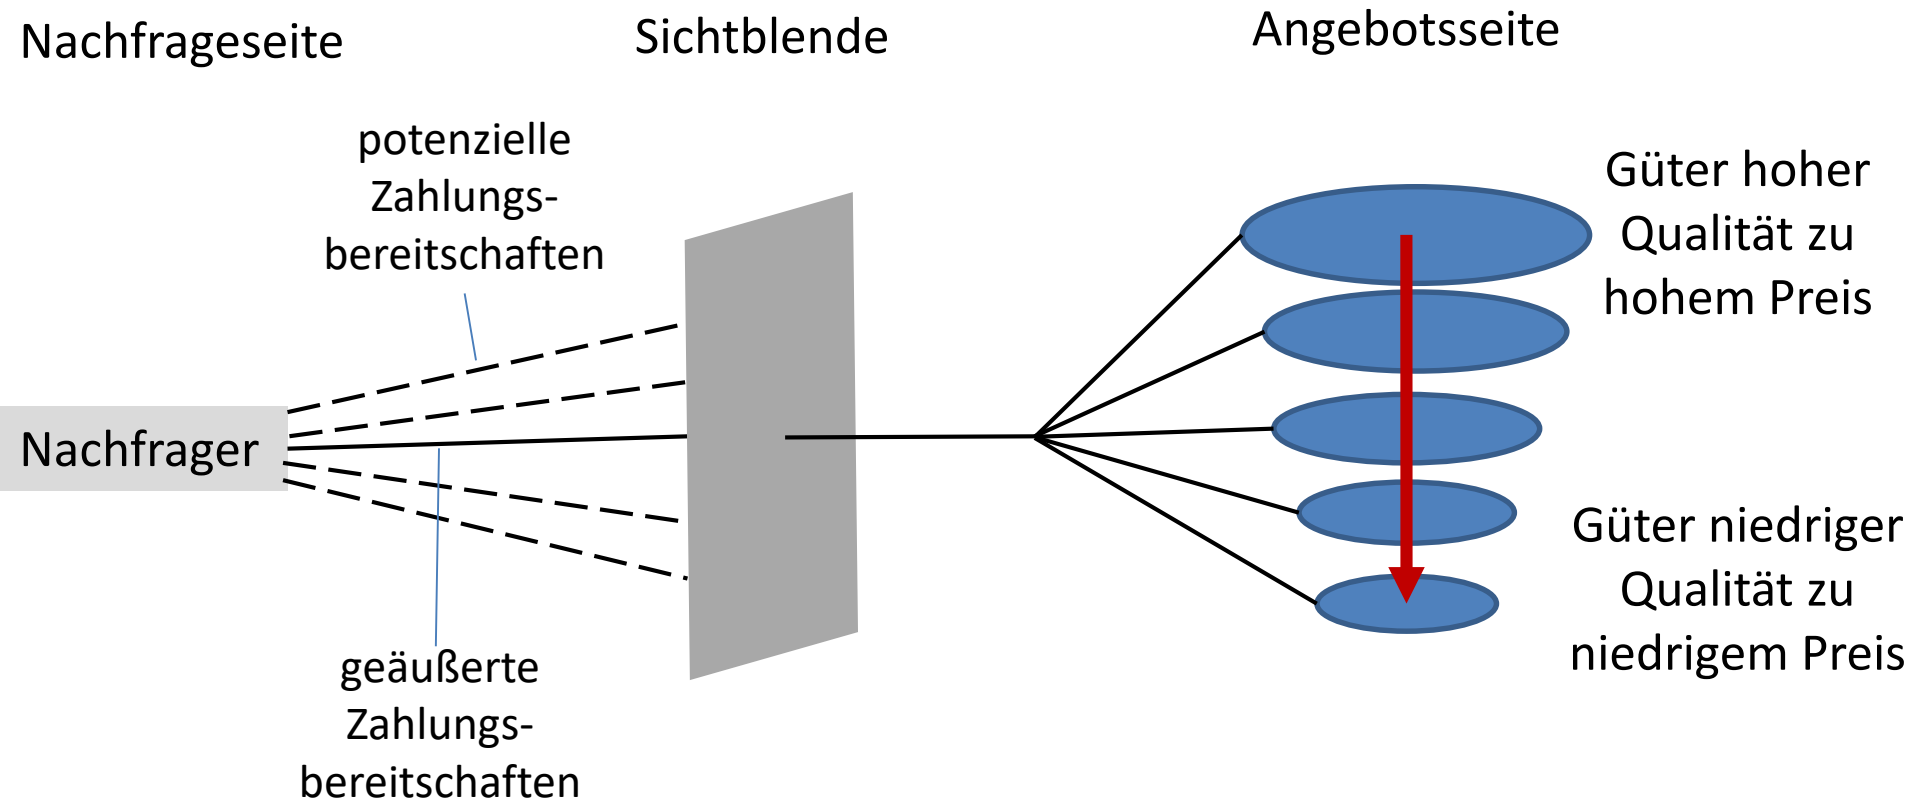 Nachfrageseite
Sichtblende
Angebotsseite
potenzielle
Zahlungs-
bereitschaften
Güter hoher
Qualität zu
hohem Preis
Nachfrager
Güter niedriger
Qualität zu
niedrigem Preis
geäußerte
Zahlungs-
bereitschaften